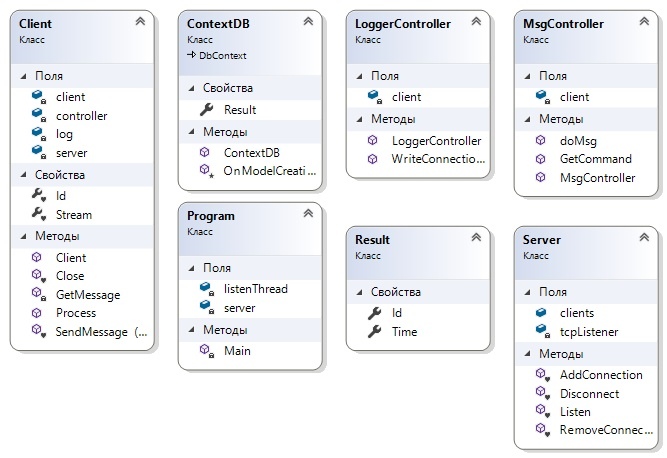 Client
Класс
Поля
client
controller
log
server
Свойства
Id
Stream
Методы
Client
Close
GetMessage
Process
SendMessage (...
ContextDB
Класс
DbContext
Свойства
Result
Методы
ContextDB
OnModelCreati...
LoggerController
Класс
Поля
client
Методы
LoggerController
WriteConnectio...
MsgController
Класс
Поля
client
Методы
doMsg
GetCommand
MsgController
Program
Класс
Поля
listenThread
server
Методы
Main
Result
Класс
Свойства
Id
Time
Server
Класс
Поля
clients
tcpListener
Методы
AddConnection
Disconnect
Listen
RemoveConnec...